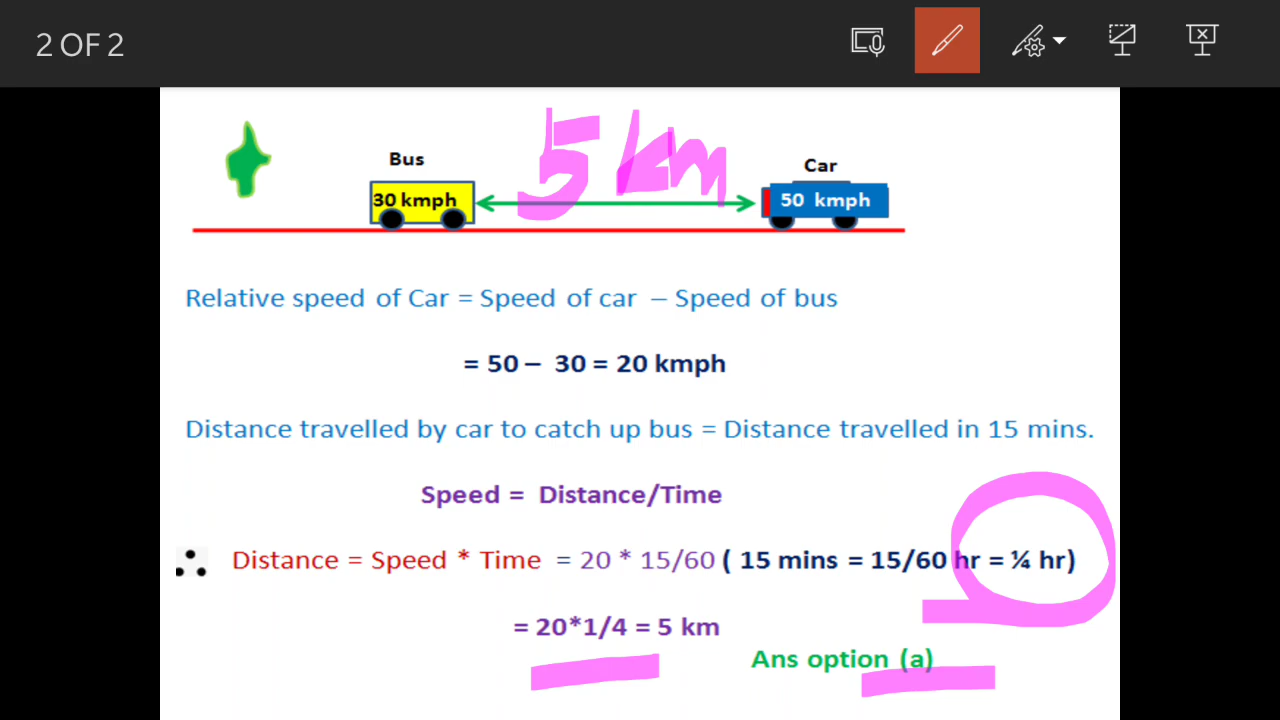 2 OF 2
5 km
Bus
Car
30 kmph
50 kmph
Relative speed of Car = Speed of car – Speed of bus
= 50 – 30 = 20 kmph
Distance travelled by car to catch up bus = Distance travelled in 15 mins.
Speed = Distance/Time
∴ Distance = Speed * Time = 20 * 15/60 ( 15 mins = 15/60 hr = ¼ hr)
= 20*1/4 = 5 km
Ans option (a)